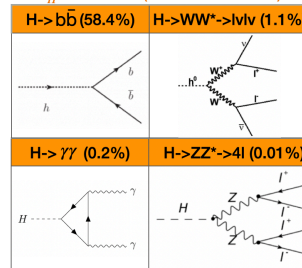 H-> bb̄ (58.4%)
H->WW*->lνlν (1.1%
h
b
b̄
h⁰
W⁺
W⁻
ν
l⁺
l⁻
ν̄
H-> γγ (0.2%)
H->ZZ*->4l (0.01%)
H
γ
γ
H
Z
Z
l⁺
l⁻
l⁺
l⁻